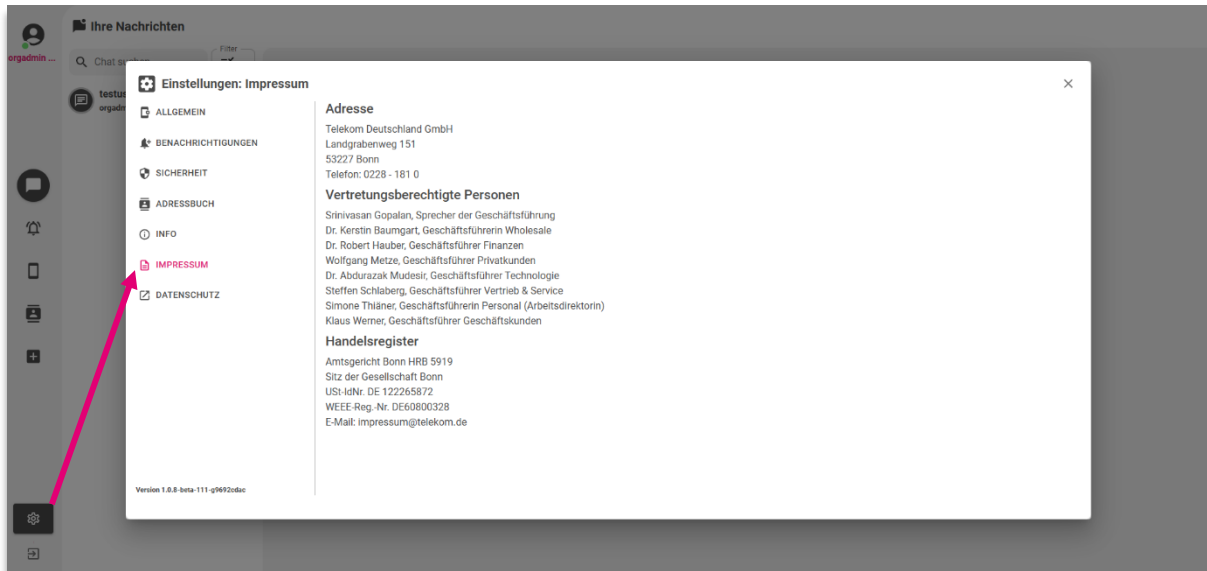 Ihre Nachrichten
orgadmin ...
Filter
Chat
Einstellungen: Impressum
ALLGEMEIN
BENACHRICHTIGUNGEN
SICHERHEIT
ADRESSBUCH
INFO
IMPRESSUM
DATENSCHUTZ
Version 1.0.8-beta-111-g9692cdac
Adresse
Telekom Deutschland GmbH
Landgrabenweg 151
53227 Bonn
Telefon: 0228 - 181 0
Vertretungsberechtigte Personen
Srinivasan Gopalan, Sprecher der Geschäftsführung
Dr. Kerstin Baumgart, Geschäftsführerin Wholesale
Dr. Robert Hauber, Geschäftsführer Finanzen
Wolfgang Metze, Geschäftsführer Privatkunden
Dr. Abdurazak Mudesir, Geschäftsführer Technologie
Steffen Schlaberg, Geschäftsführer Vertrieb & Service
Simone Thiäner, Geschäftsführerin Personal (Arbeitsdirektorin)
Klaus Werner, Geschäftsführer Geschäftskunden
Handelsregister
Amtsgericht Bonn HRB 5919
Sitz der Gesellschaft Bonn
USt-IdNr. DE 122265872
WEEE-Reg.-Nr. DE60800328
E-Mail: impressum@telekom.de